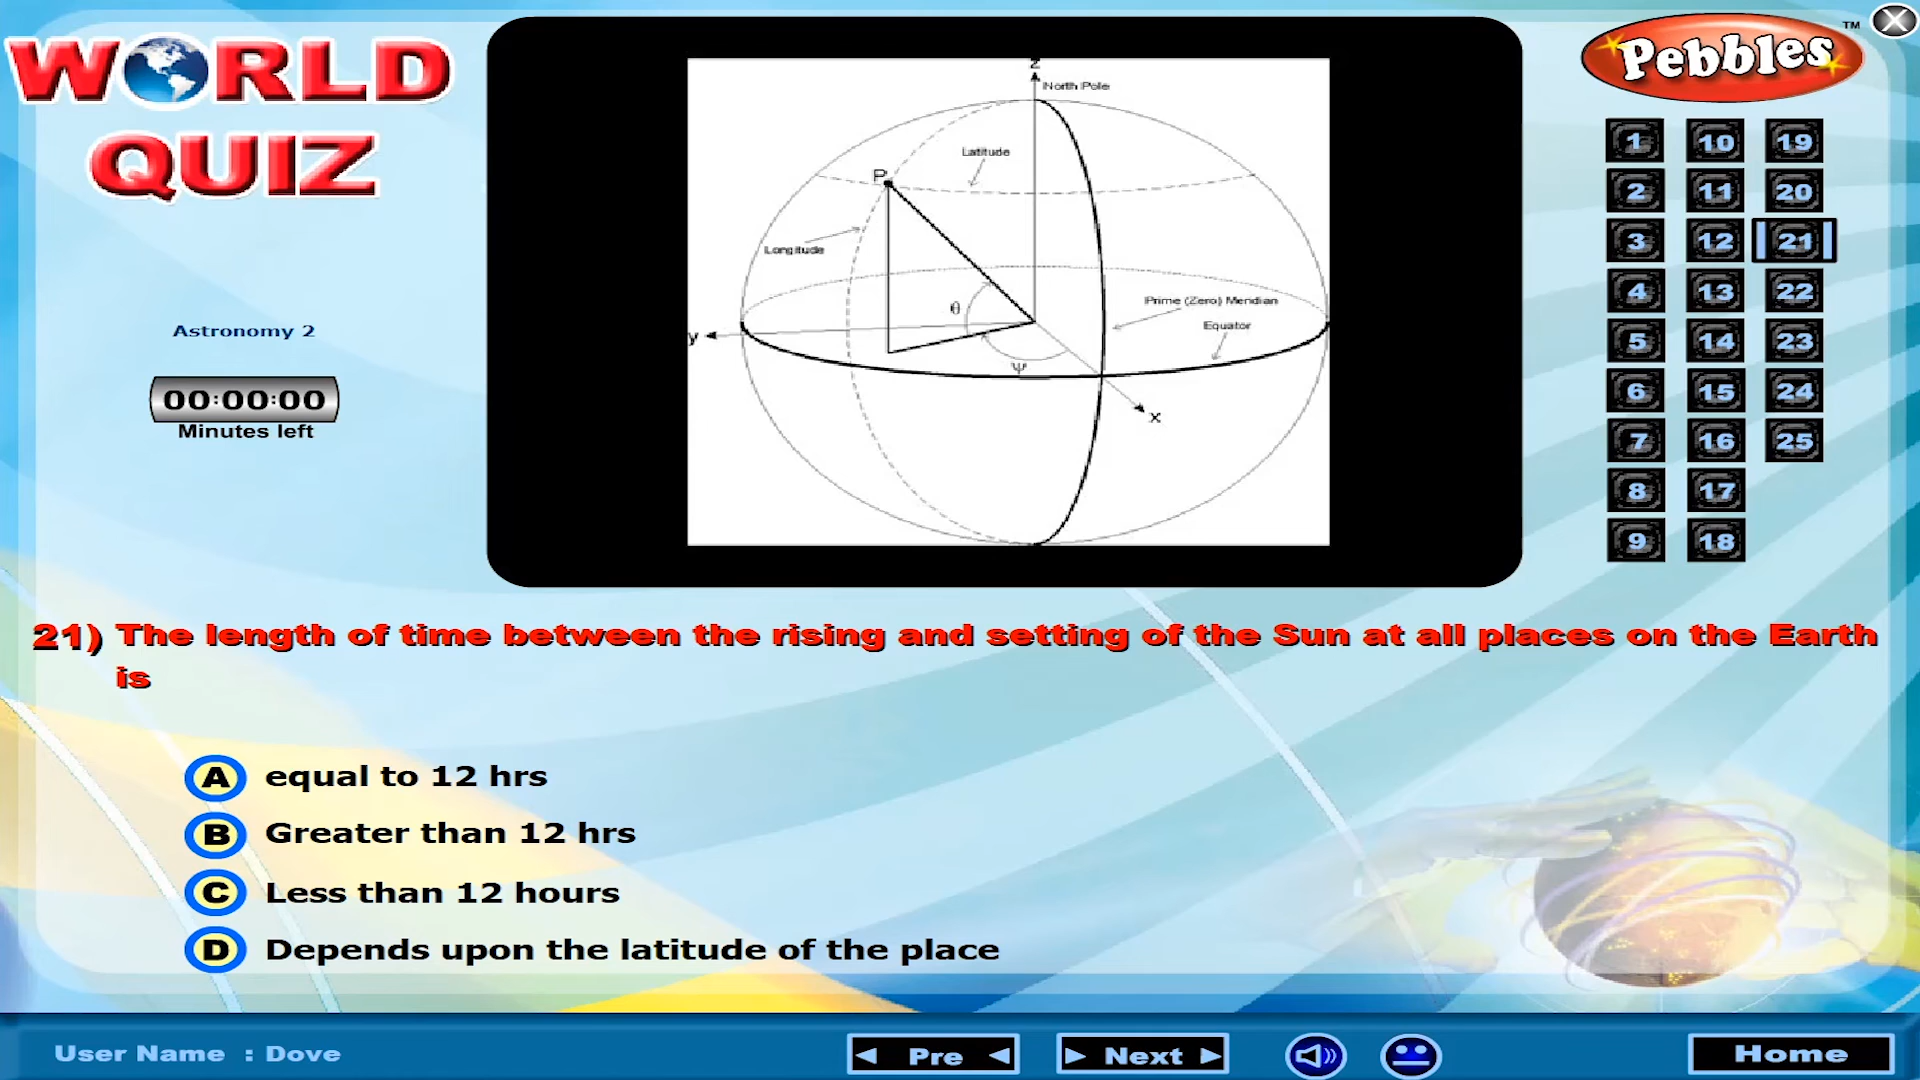 WORLD
QUIZ
Astronomy 2
00:00:00
Minutes left
z
North Pole
Latitude
P
Longitude
θ
Prime (Zero) Meridian
Equator
y
Ψ
x
Pebbles
TM
1 10 19
2 11 20
3 12 21
4 13 22
5 14 23
6 15 24
7 16 25
8 17
9 18
21) The length of time between the rising and setting of the Sun at all places on the Earth
is
A equal to 12 hrs
B Greater than 12 hrs
C Less than 12 hours
D Depends upon the latitude of the place
User Name : Dove
Pre
Next
Home